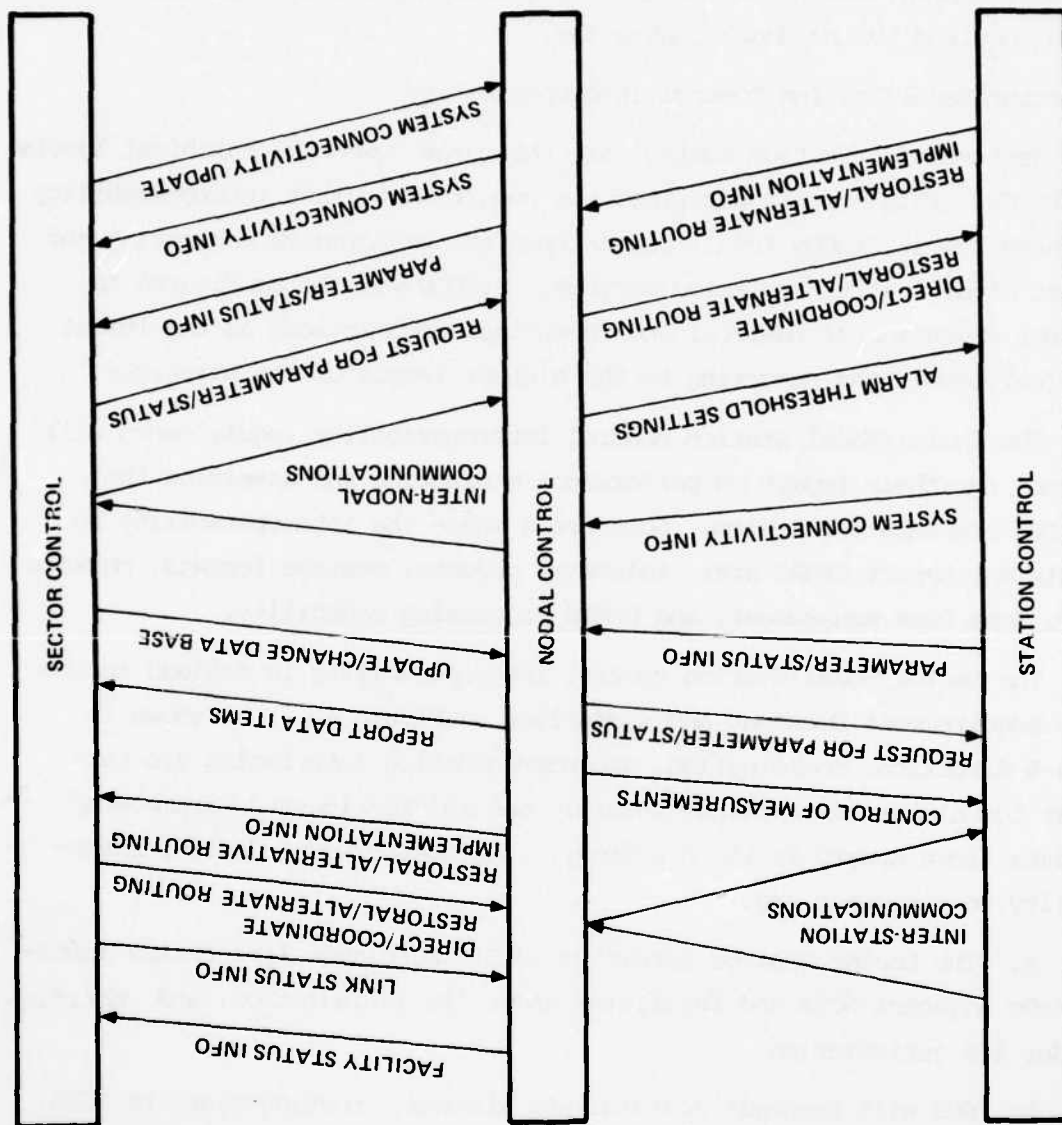 SECTOR CONTROL
SYSTEM CONNECTIVITY UPDATE
SYSTEM CONNECTIVITY INFO
PARAMETER/STATUS INFO
REQUEST FOR PARAMETER/STATUS
INTER-NODAL
COMMUNICATIONS
UPDATE/CHANGE DATA BASE
REPORT DATA ITEMS
RESTORAL/ALTERNATIVE ROUTING
IMPLEMENTATION INFO
DIRECT/COORDINATE
RESTORAL/ALTERNATE ROUTING
LINK STATUS INFO
FACILITY STATUS INFO
NODAL CONTROL
RESTORAL/ALTERNATE ROUTING
IMPLEMENTATION INFO
DIRECT/COORDINATE
RESTORAL/ALTERNATE ROUTING
ALARM THRESHOLD SETTINGS
SYSTEM CONNECTIVITY INFO
PARAMETER/STATUS INFO
REQUEST FOR PARAMETER/STATUS
CONTROL OF MEASUREMENTS
INTER-STATION
COMMUNICATIONS
STATION CONTROL